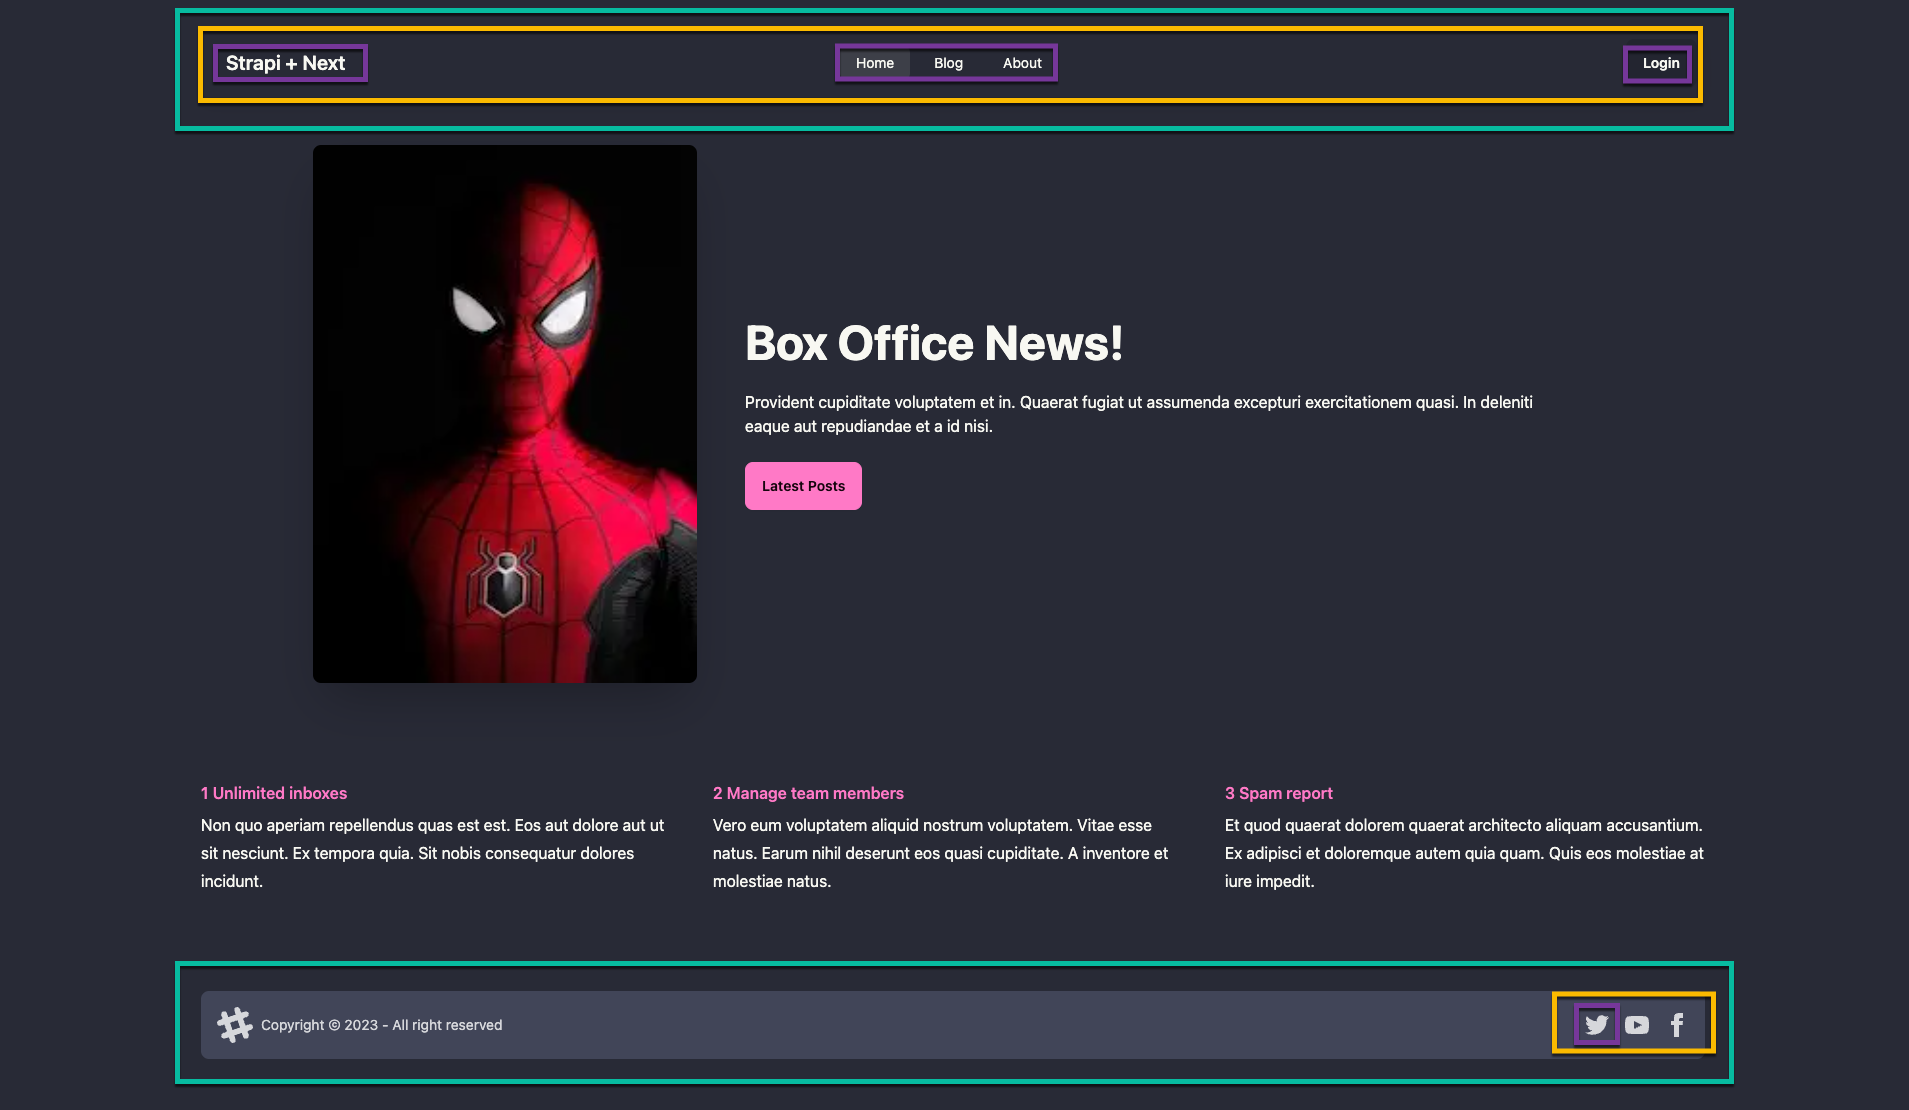 Strapi + Next
Home Blog About
Login
Box Office News!
Provident cupiditate voluptatem et in. Quaerat fugiat ut assumenda excepturi exercitationem quasi. In deleniti
eaque aut repudiandae et a id nisi.
Latest Posts
1 Unlimited inboxes
Non quo aperiam repellendus quas est est. Eos aut dolore aut ut
sit nesciunt. Ex tempora quia. Sit nobis consequatur dolores
incidunt.
2 Manage team members
Vero eum voluptatem aliquid nostrum voluptatem. Vitae esse
natus. Earum nihil deserunt eos quasi cupiditate. A inventore et
molestiae natus.
3 Spam report
Et quod quaerat dolorem quaerat architecto aliquam accusantium.
Ex adipisci et doloremque autem quia quam. Quis eos molestiae at
iure impedit.
Copyright © 2023 - All right reserved